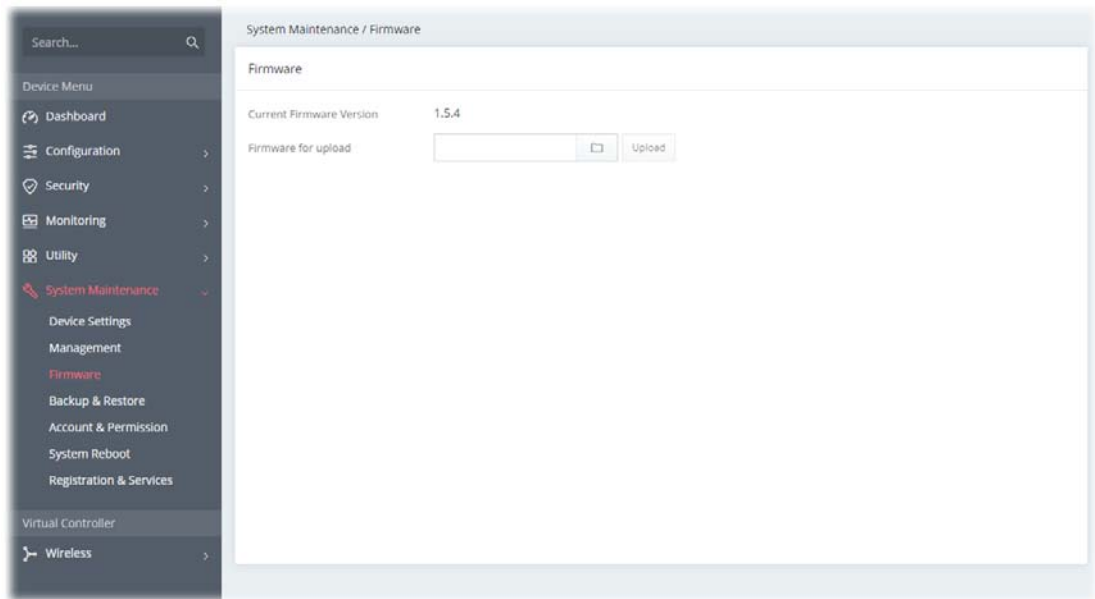 Search...
Device Menu
Dashboard
Configuration
Security
Monitoring
Utility
System Maintenance
Device Settings
Management
Firmware
Backup & Restore
Account & Permission
System Reboot
Registration & Services
Virtual Controller
Wireless
System Maintenance / Firmware
Firmware
Current Firmware Version 1.5.4
Firmware for upload Upload